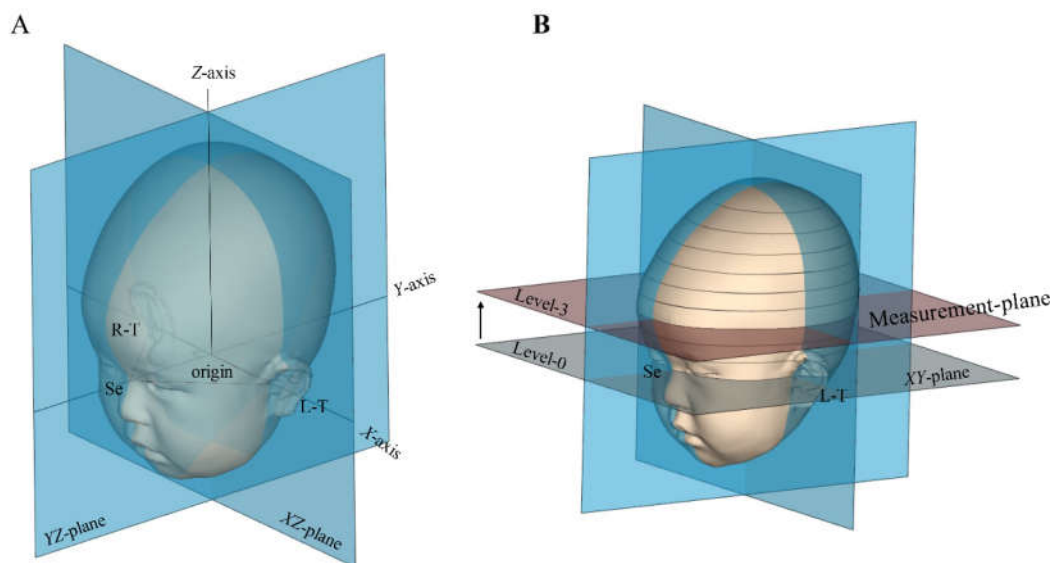 A
Z-axis
Y-axis
R-T
origin
Se
L-T
X-axis
YZ-plane
XZ-plane
B
Level-3
Measurement-plane
Level-0
Se
XY-plane
L-T